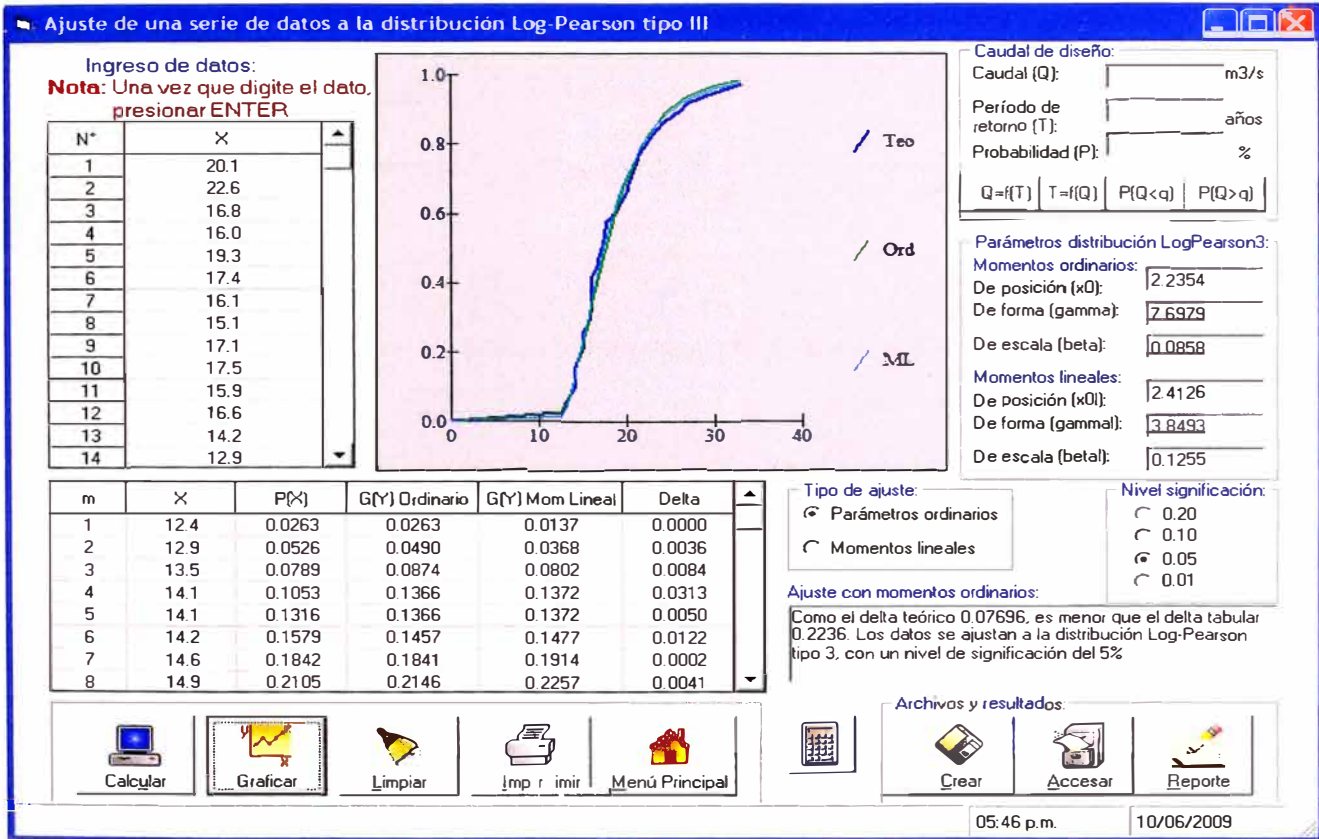 Ajuste de una serie de datos a la distribución Log-Pearson tipo III
Ingreso de datos:
Nota: Una vez que digite el dato,
presionar ENTER
N° X
1 20.1
2 22.6
3 16.8
4 16.0
5 19.3
6 17.4
7 16.1
8 15.1
9 17.1
10 17.5
11 15.9
12 16.6
13 14.2
14 12.9
1.0
0.8
0.6
0.4
0.2
0.0
0 10 20 30 40
Teo
Ord
ML
Caudal de diseño:
Caudal (Q): m3/s
Período de
retorno (T): años
Probabilidad (P): %
Q=f(T) T=f(Q) P(Q<q) P(Q>q)
Parámetros distribución LogPearson3:
Momentos ordinarios:
De posición (x0): 2.2354
De forma (gamma): 7.6979
De escala (beta): 0.0858
Momentos lineales:
De posición (x0l): 2.4126
De forma (gammal): 3.8493
De escala (betal): 0.1255
m X P(X) G(Y) Ordinario G(Y) Mom Lineal Delta
1 12.4 0.0263 0.0263 0.0137 0.0000
2 12.9 0.0526 0.0490 0.0368 0.0036
3 13.5 0.0789 0.0874 0.0802 0.0084
4 14.1 0.1053 0.1366 0.1372 0.0313
5 14.1 0.1316 0.1366 0.1372 0.0050
6 14.2 0.1579 0.1457 0.1477 0.0122
7 14.6 0.1842 0.1841 0.1914 0.0002
8 14.9 0.2105 0.2146 0.2257 0.0041
Tipo de ajuste:
Parámetros ordinarios
Momentos lineales
Nivel significación:
0.20
0.10
0.05
0.01
Ajuste con momentos ordinarios:
Como el delta teórico 0.07696, es menor que el delta tabular
0.2236. Los datos se ajustan a la distribución Log-Pearson
tipo 3, con un nivel de significación del 5%
Calcular Graficar Limpiar Imprimir Menú Principal
Archivos y resultados:
Crear Accesar Reporte
05:46 p.m. 10/06/2009